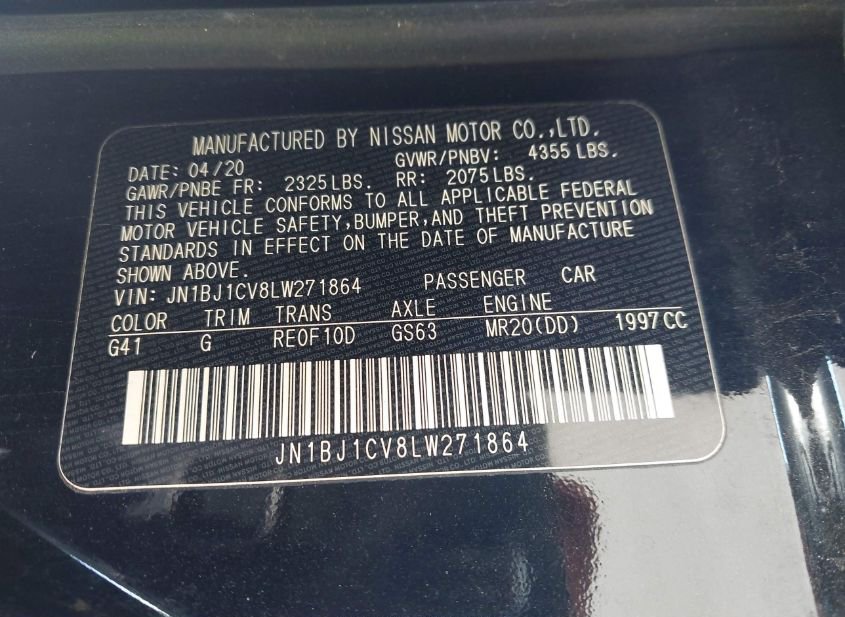 MANUFACTURED BY NISSAN MOTOR CO.,LTD.
DATE: 04/20 GVWR/PNBV: 4355 LBS.
GAWR/PNBE FR: 2325 LBS. RR: 2075 LBS.
THIS VEHICLE CONFORMS TO ALL APPLICABLE FEDERAL
MOTOR VEHICLE SAFETY,BUMPER,AND THEFT PREVENTION
STANDARDS IN EFFECT ON THE DATE OF MANUFACTURE
SHOWN ABOVE.
VIN: JN1BJ1CV8LW271864 PASSENGER CAR
COLOR TRIM TRANS AXLE ENGINE
G41 G RE0F10D GS63 MR20(DD) 1997CC
JN1BJ1CV8LW271864